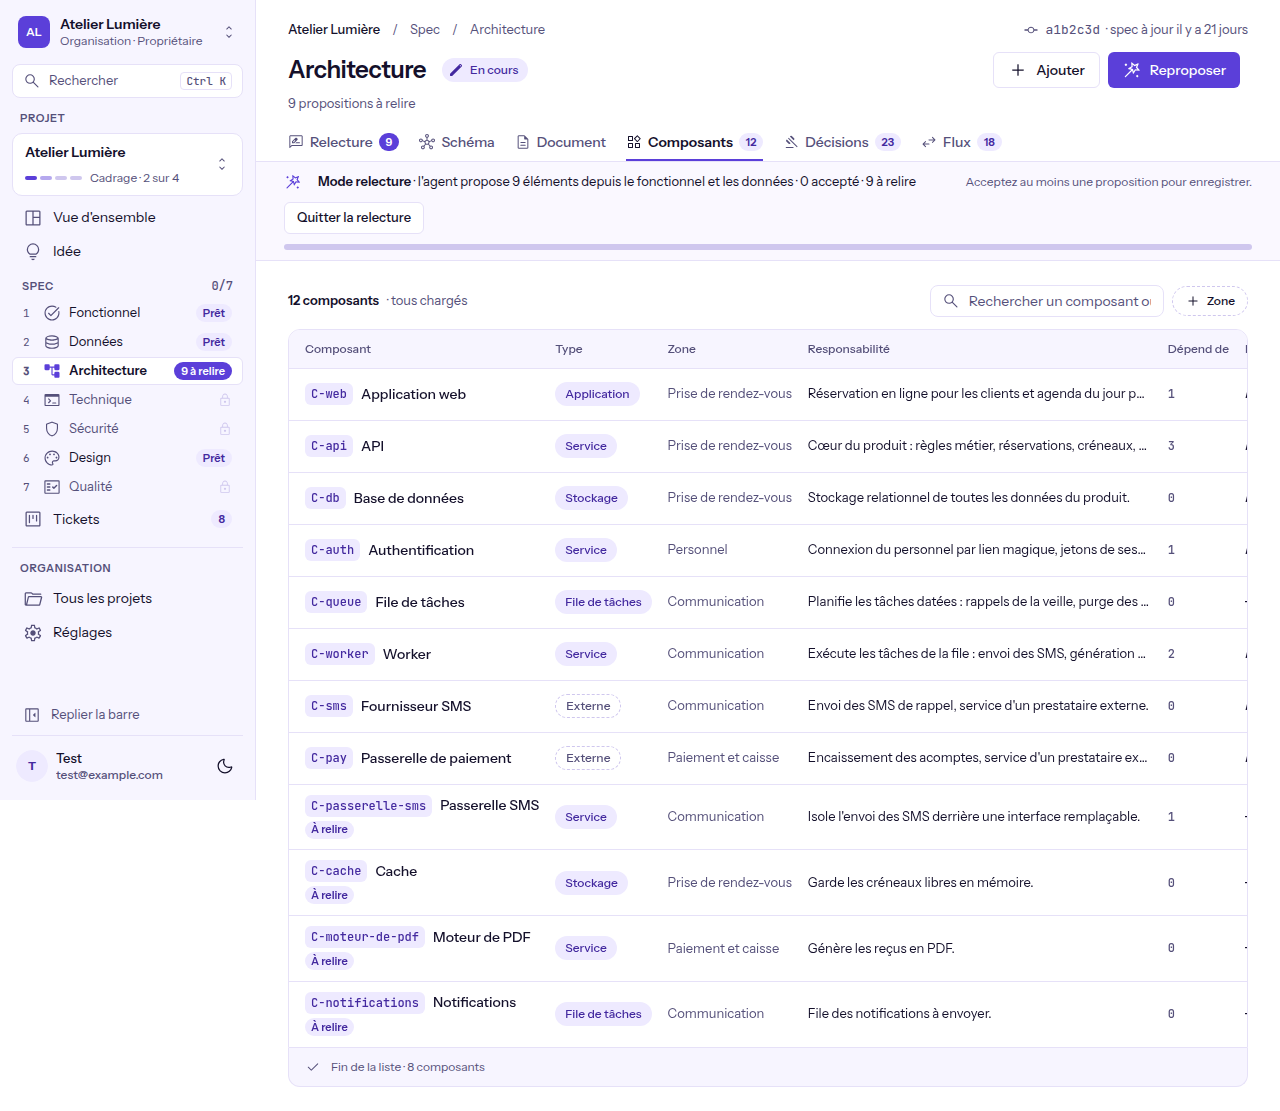 AL
Atelier Lumière
Organisation · Propriétaire
Rechercher
Ctrl K
PROJET
Atelier Lumière
Cadrage · 2 sur 4
Vue d'ensemble
Idée
SPEC 0/7
1 Fonctionnel Prêt
2 Données Prêt
3 Architecture 9 à relire
4 Technique
5 Sécurité
6 Design Prêt
7 Qualité
Tickets 8
ORGANISATION
Tous les projets
Réglages
Replier la barre
T
Test
test@example.com
Atelier Lumière / Spec / Architecture
a1b2c3d · spec à jour il y a 21 jours
Architecture En cours
Ajouter
Reproposer
9 propositions à relire
Relecture 9 Schéma Document Composants 12 Décisions 23 Flux 18
Mode relecture · l'agent propose 9 éléments depuis le fonctionnel et les données · 0 accepté · 9 à relire
Acceptez au moins une proposition pour enregistrer.
Quitter la relecture
12 composants · tous chargés
Rechercher un composant o
Zone
Composant Type Zone Responsabilité Dépend de
C-web Application web Application Prise de rendez-vous Réservation en ligne pour les clients et agenda du jour p... 1
C-api API Service Prise de rendez-vous Cœur du produit : règles métier, réservations, créneaux, ... 3
C-db Base de données Stockage Prise de rendez-vous Stockage relationnel de toutes les données du produit. 0
C-auth Authentification Service Personnel Connexion du personnel par lien magique, jetons de ses... 1
C-queue File de tâches File de tâches Communication Planifie les tâches datées : rappels de la veille, purge des ... 0
C-worker Worker Service Communication Exécute les tâches de la file : envoi des SMS, génération ... 2
C-sms Fournisseur SMS Externe Communication Envoi des SMS de rappel, service d'un prestataire externe. 0
C-pay Passerelle de paiement Externe Paiement et caisse Encaissement des acomptes, service d'un prestataire ex... 0
C-passerelle-sms Passerelle SMS Service Communication Isole l'envoi des SMS derrière une interface remplaçable. 1
À relire
C-cache Cache Stockage Prise de rendez-vous Garde les créneaux libres en mémoire. 0
À relire
C-moteur-de-pdf Moteur de PDF Service Paiement et caisse Génère les reçus en PDF. 0
À relire
C-notifications Notifications File de tâches Communication File des notifications à envoyer. 0
À relire
Fin de la liste · 8 composants